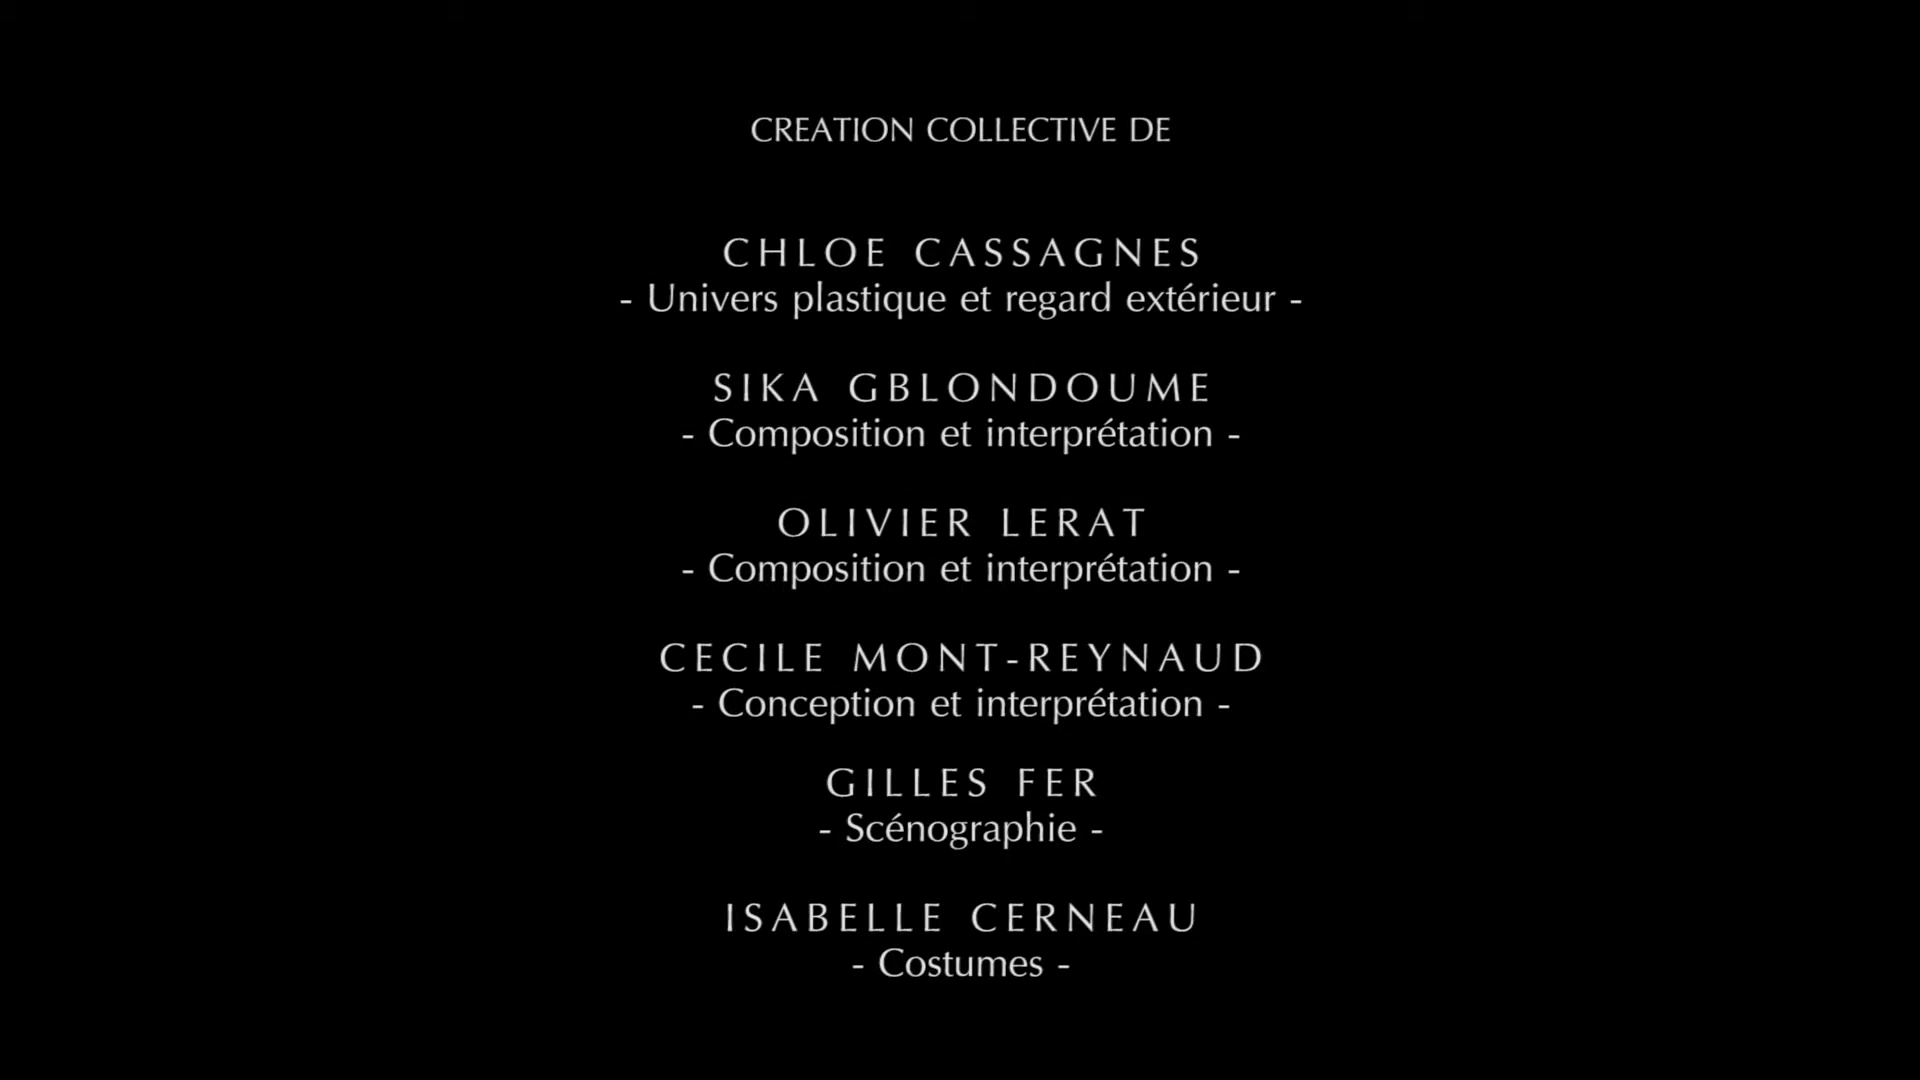 CREATION COLLECTIVE DE
CHLOE CASSAGNES
- Univers plastique et regard extérieur -
SIKA GBLONDOUME
- Composition et interprétation -
OLIVIER LERAT
- Composition et interprétation -
CECILE MONT-REYNAUD
- Conception et interprétation -
GILLES FER
- Scénographie -
ISABELLE CERNEAU
- Costumes -